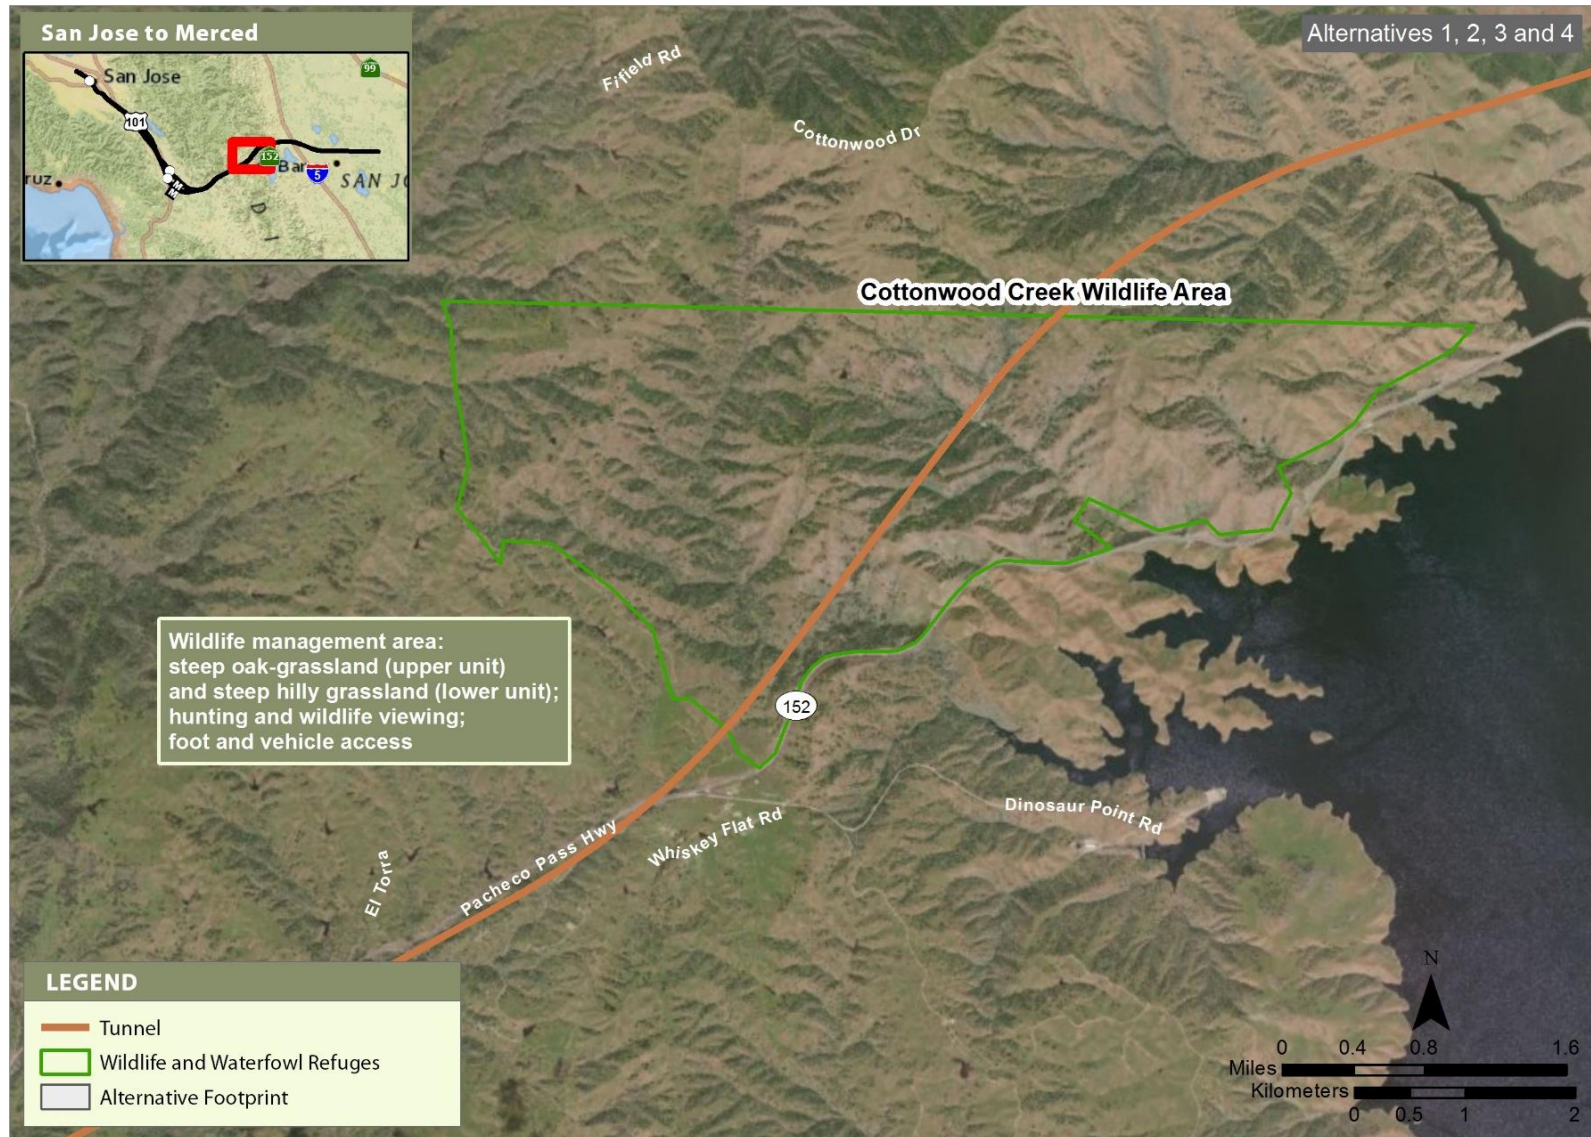 San Jose to Merced
San Jose
99
101
152
Ban
5
SAN JO
ruz
D I
Alternatives 1, 2, 3 and 4
Fifield Rd
Cottonwood Dr
Cottonwood Creek Wildlife Area
Wildlife management area:
steep oak-grassland (upper unit)
and steep hilly grassland (lower unit);
hunting and wildlife viewing;
foot and vehicle access
152
Dinosaur Point Rd
Whiskey Flat Rd
Pacheco Pass Hwy
El Torra
LEGEND
Tunnel
Wildlife and Waterfowl Refuges
Alternative Footprint
N
0 0.4 0.8 1.6
Miles
Kilometers
0 0.5 1 2